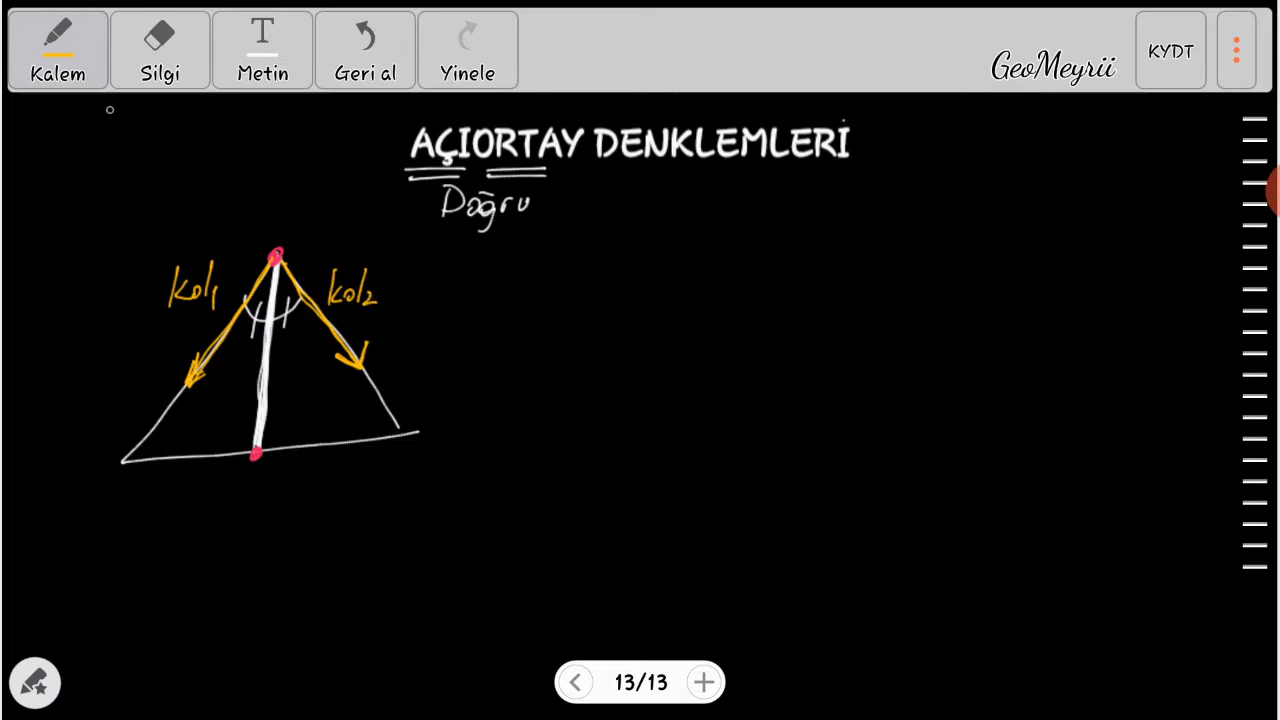 Kalem Silgi Metin Geri al Yinele GeoMeyrii KYDT
AÇIORTAY DENKLEMLERİ
Doğru
kol1 kol2
13/13